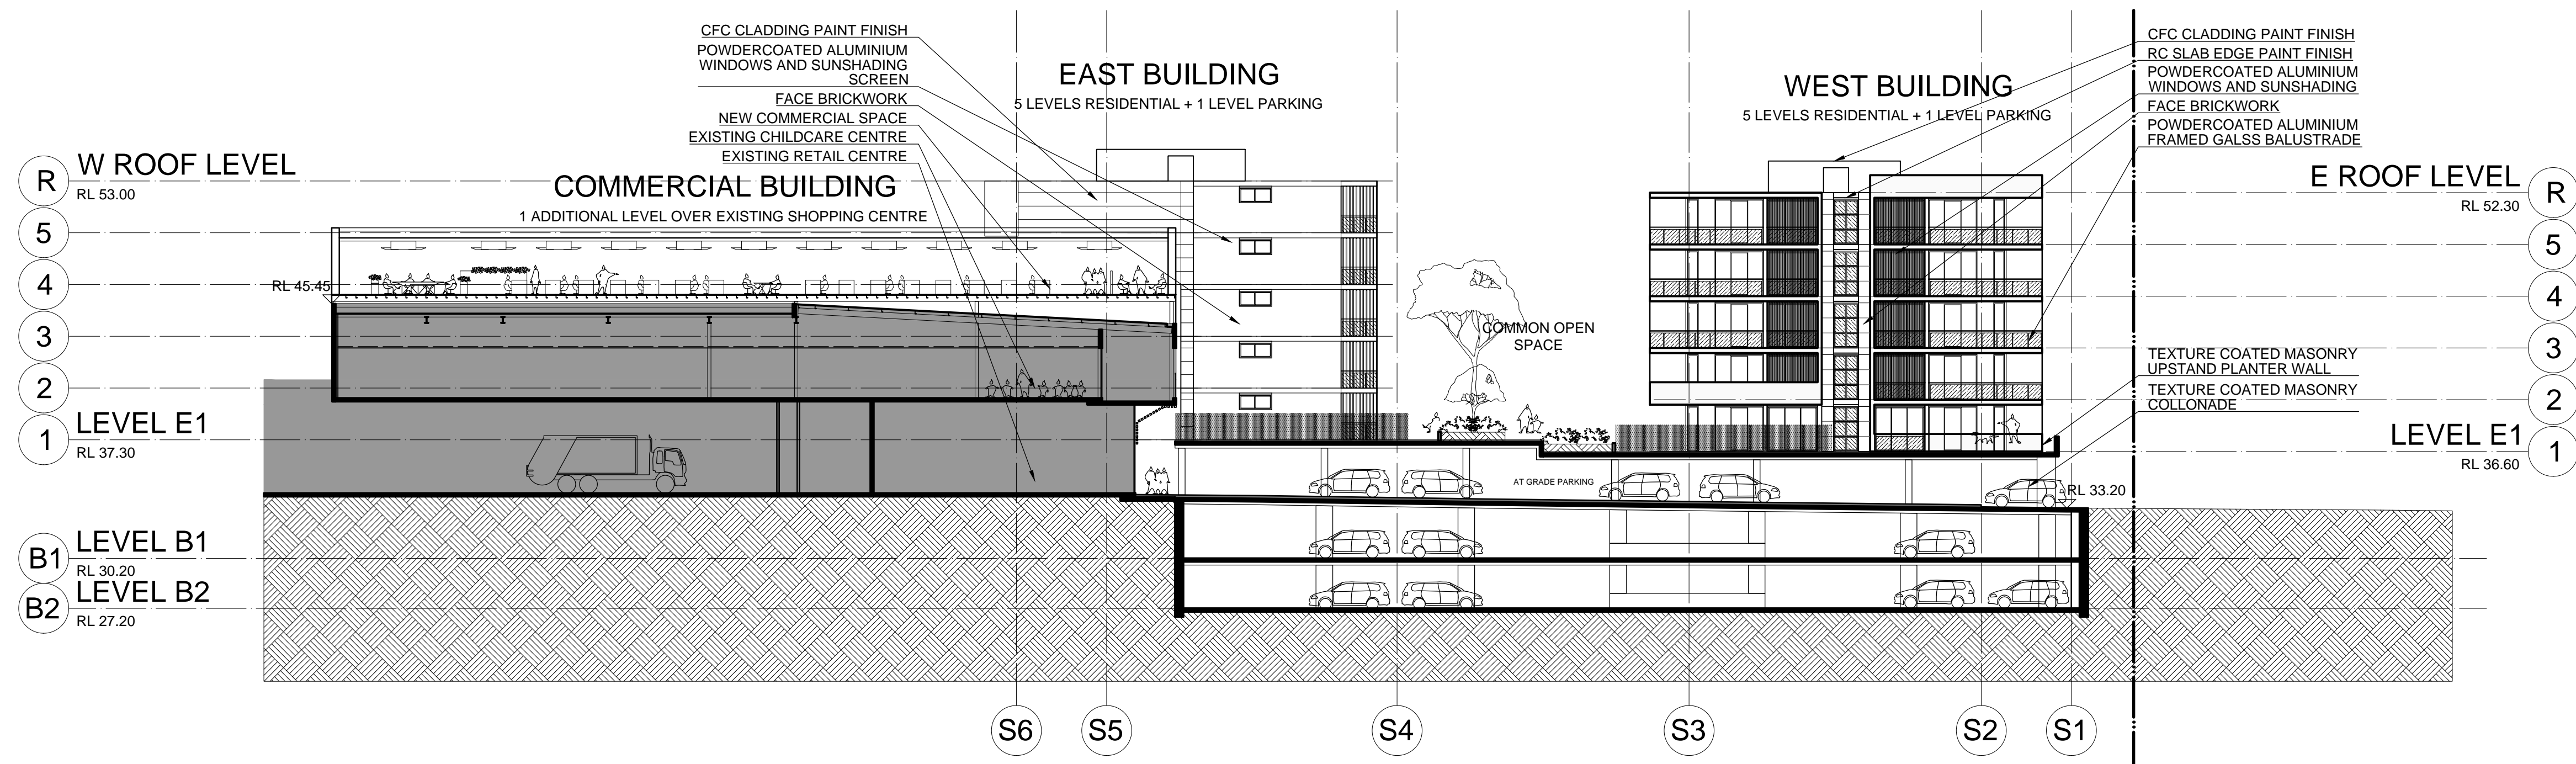 CFC CLADDING PAINT FINISH
POWDERCOATED ALUMINIUM
WINDOWS AND SUNSHADING
SCREEN
FACE BRICKWORK
NEW COMMERCIAL SPACE
EXISTING CHILDCARE CENTRE
EXISTING RETAIL CENTRE
EAST BUILDING
5 LEVELS RESIDENTIAL + 1 LEVEL PARKING
WEST BUILDING
5 LEVELS RESIDENTIAL + 1 LEVEL PARKING
CFC CLADDING PAINT FINISH
RC SLAB EDGE PAINT FINISH
POWDERCOATED ALUMINIUM
WINDOWS AND SUNSHADING
FACE BRICKWORK
POWDERCOATED ALUMINIUM
FRAMED GALSS BALUSTRADE
R
W ROOF LEVEL
RL 53.00
COMMERCIAL BUILDING
1 ADDITIONAL LEVEL OVER EXISTING SHOPPING CENTRE
E ROOF LEVEL
RL 52.30
R
5
4
RL 45.45
3
2
1
LEVEL E1
RL 37.30
COMMON OPEN
SPACE
5
4
3
2
TEXTURE COATED MASONRY
UPSTAND PLANTER WALL
TEXTURE COATED MASONRY
COLLONADE
LEVEL E1
RL 36.60
1
AT GRADE PARKING
RL 33.20
B1
LEVEL B1
RL 30.20
B2
LEVEL B2
RL 27.20
S6
S5
S4
S3
S2
S1